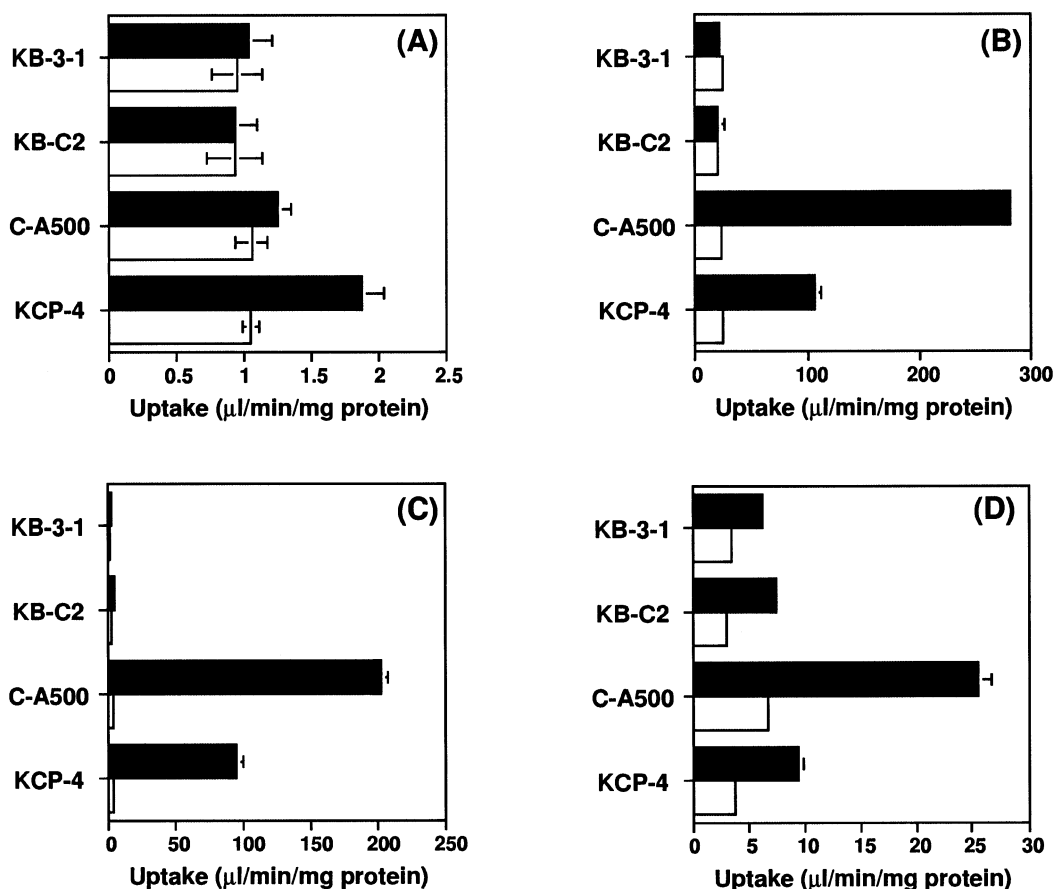 (A)
KB-3-1
KB-C2
C-A500
KCP-4
0 0.5 1 1.5 2 2.5
Uptake (μl/min/mg protein)
(B)
KB-3-1
KB-C2
C-A500
KCP-4
0 100 200 300
Uptake (μl/min/mg protein)
(C)
KB-3-1
KB-C2
C-A500
KCP-4
0 50 100 150 200 250
Uptake (μl/min/mg protein)
(D)
KB-3-1
KB-C2
C-A500
KCP-4
0 5 10 15 20 25 30
Uptake (μl/min/mg protein)